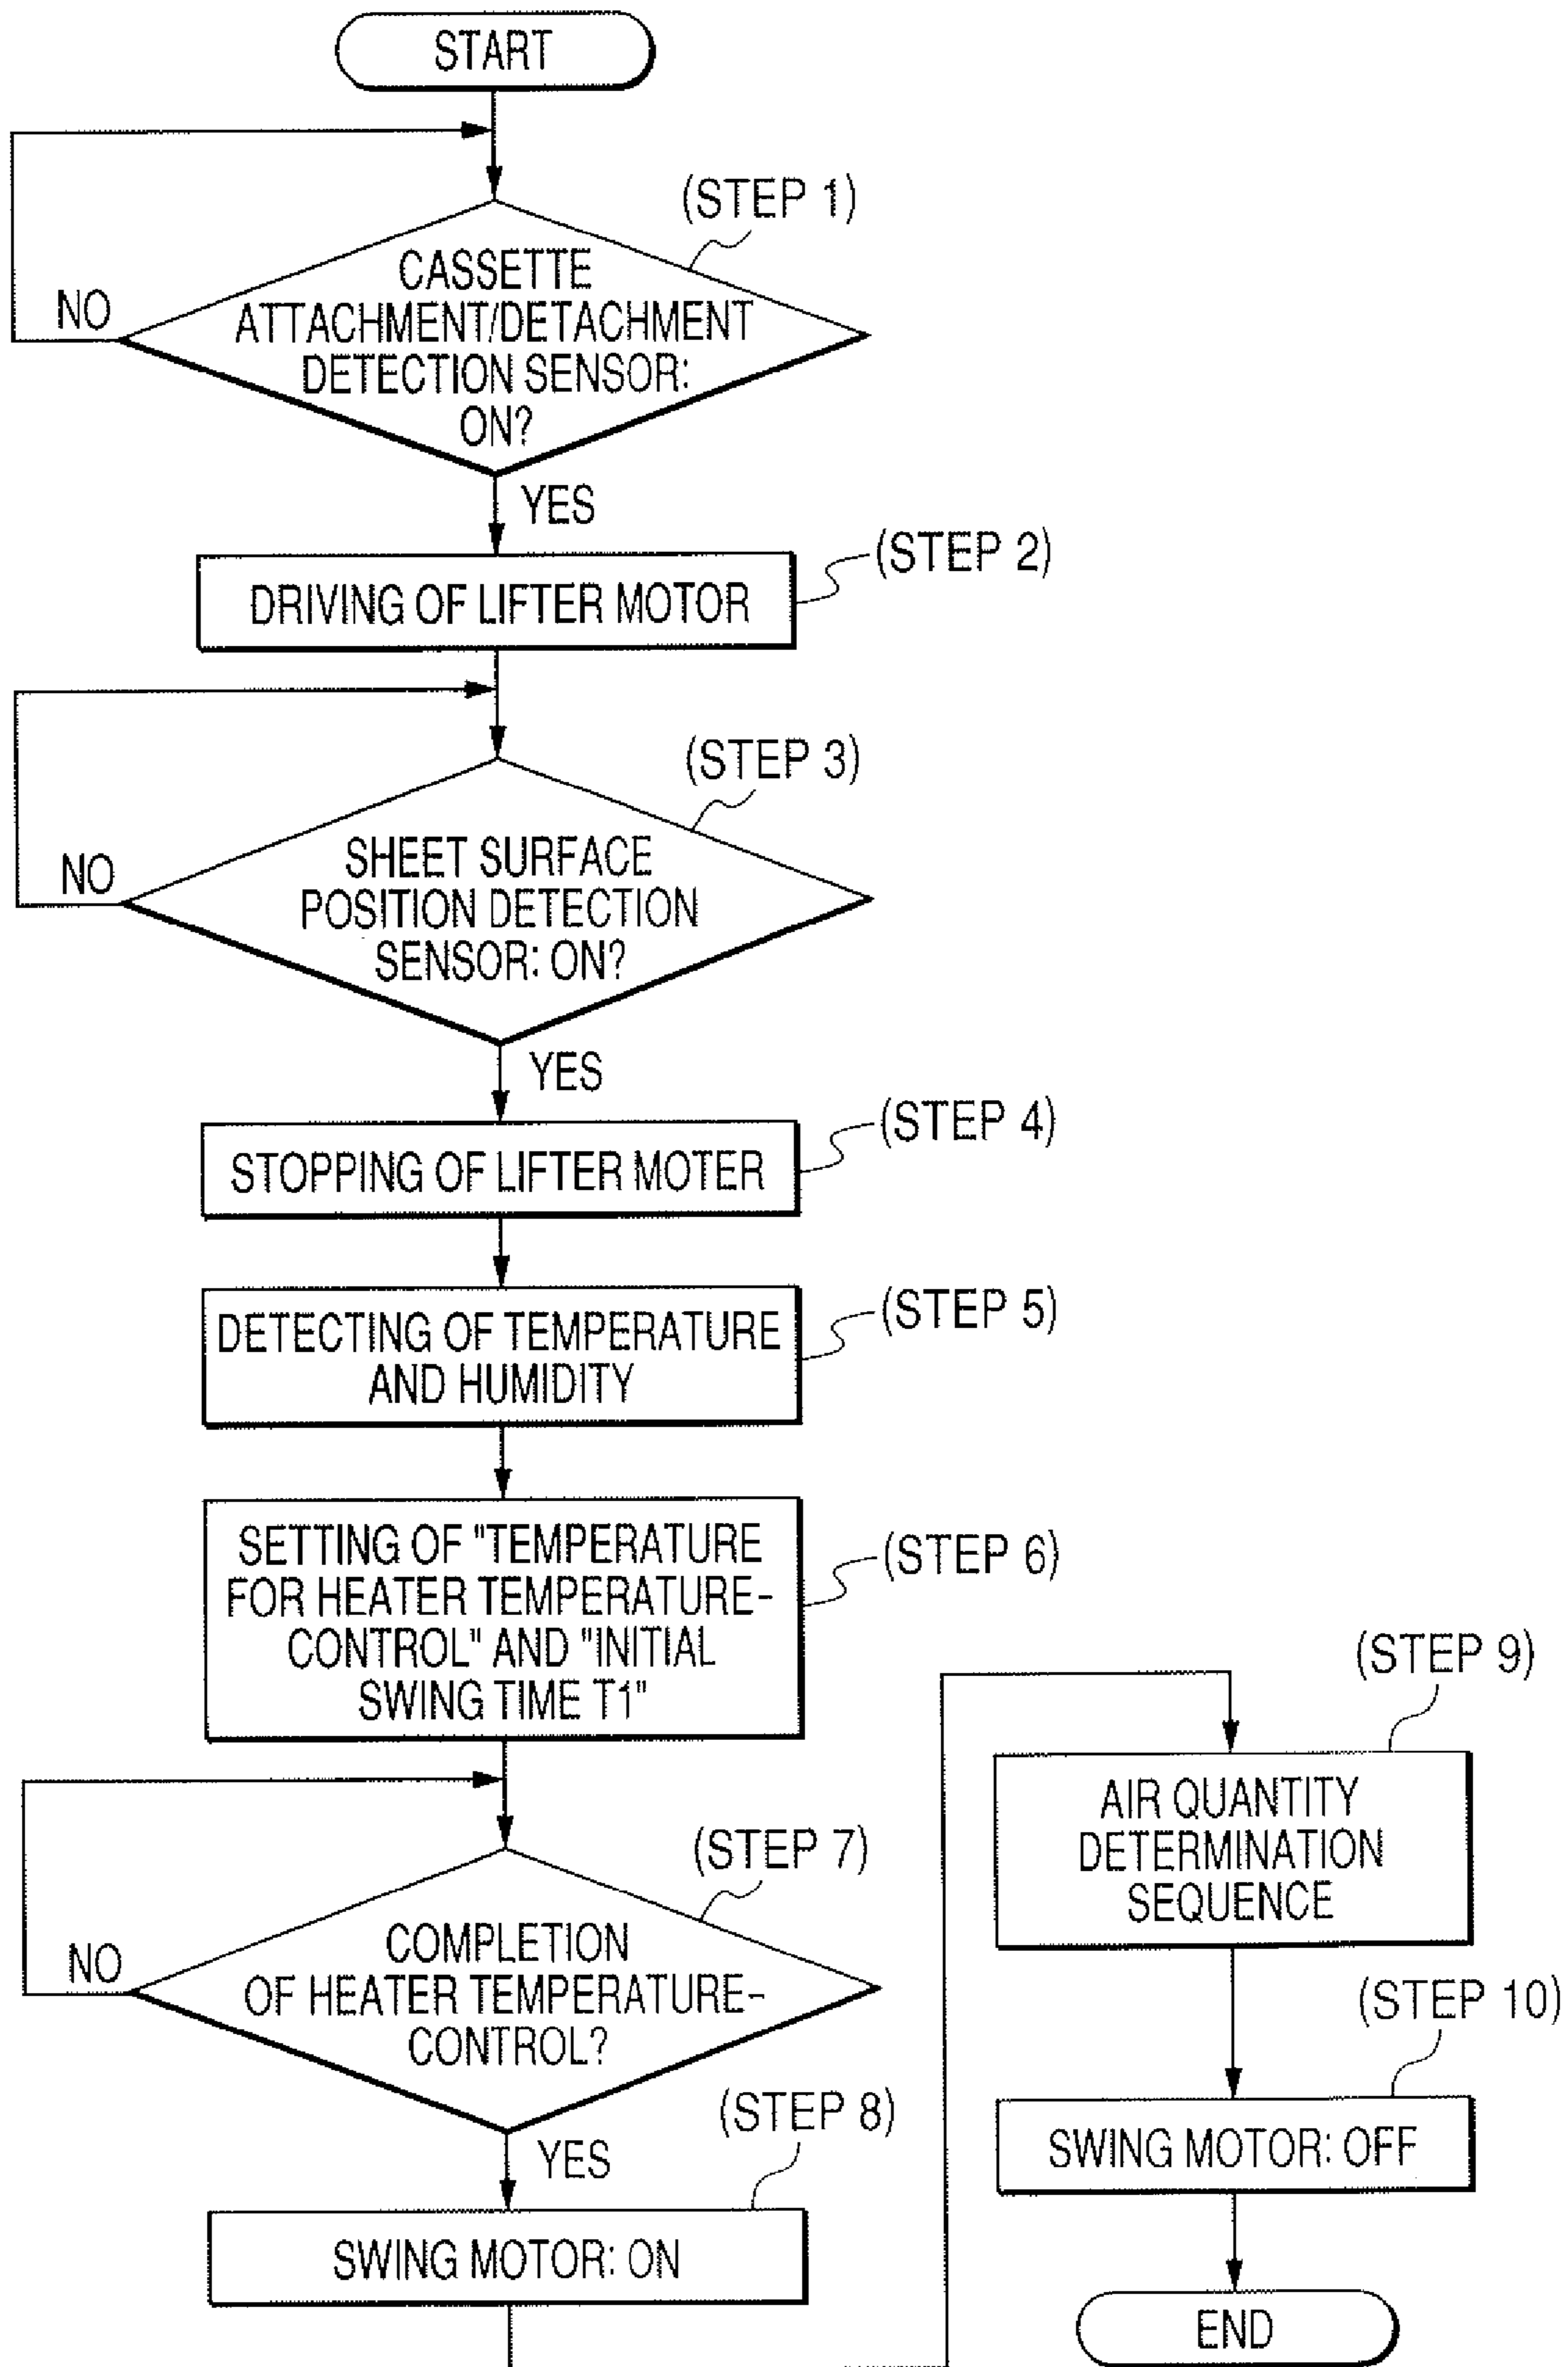 START
(STEP 1)
CASSETTE
ATTACHMENT/DETACHMENT
DETECTION SENSOR:
ON?
NO
YES
(STEP 2)
DRIVING OF LIFTER MOTOR
(STEP 3)
SHEET SURFACE
POSITION DETECTION
SENSOR: ON?
NO
YES
(STEP 4)
STOPPING OF LIFTER MOTER
(STEP 5)
DETECTING OF TEMPERATURE
AND HUMIDITY
(STEP 6)
SETTING OF "TEMPERATURE
FOR HEATER TEMPERATURE-
CONTROL" AND "INITIAL
SWING TIME T1"
(STEP 7)
COMPLETION
OF HEATER TEMPERATURE-
CONTROL?
NO
YES
(STEP 8)
SWING MOTOR: ON
(STEP 9)
AIR QUANTITY
DETERMINATION
SEQUENCE
(STEP 10)
SWING MOTOR: OFF
END